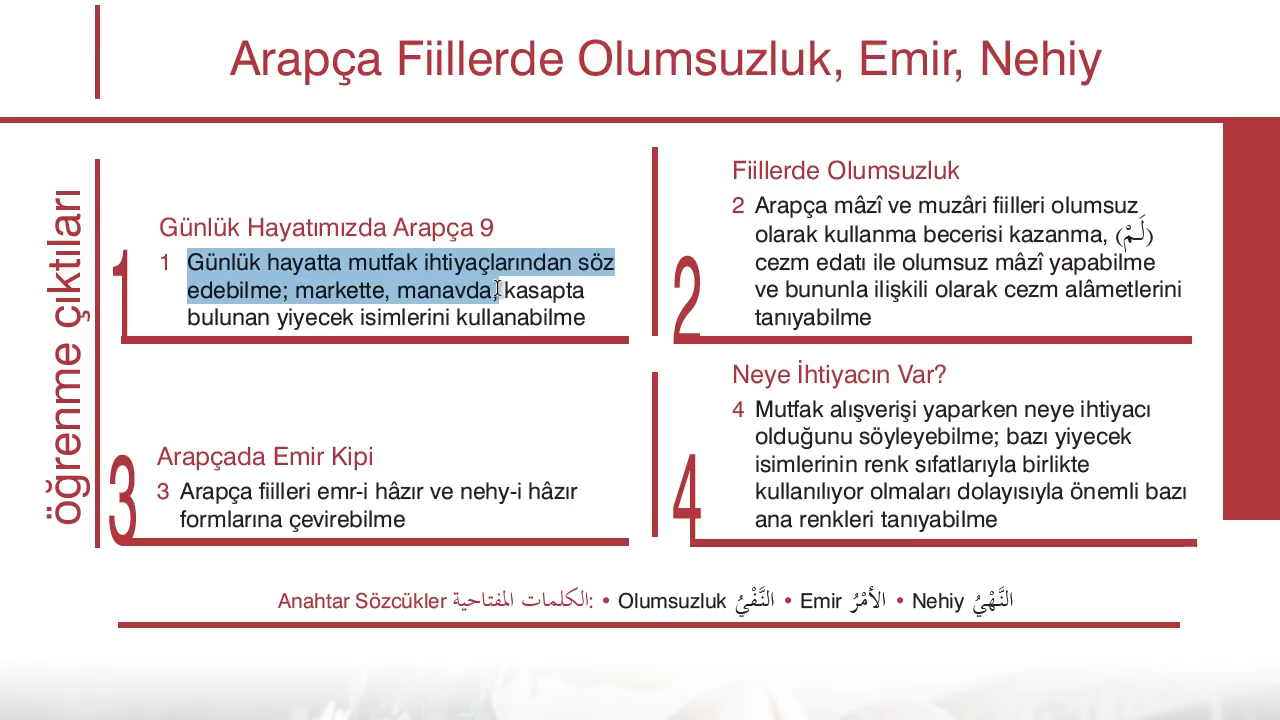 Arapça Fiillerde Olumsuzluk, Emir, Nehiy
öğrenme çıktıları
1
Günlük Hayatımızda Arapça 9
1 Günlük hayatta mutfak ihtiyaçlarından söz
edebilme; markette, manavda, kasapta
bulunan yiyecek isimlerini kullanabilme
2
Fiillerde Olumsuzluk
2 Arapça mâzî ve muzâri fiilleri olumsuz
olarak kullanma becerisi kazanma, (لَـمْ)
cezm edatı ile olumsuz mâzî yapabilme
ve bununla ilişkili olarak cezm alâmetlerini
tanıyabilme
3
Arapçada Emir Kipi
3 Arapça fiilleri emr-i hâzır ve nehy-i hâzır
formlarına çevirebilme
4
Neye İhtiyacın Var?
4 Mutfak alışverişi yaparken neye ihtiyacı
olduğunu söyleyebilme; bazı yiyecek
isimlerinin renk sıfatlarıyla birlikte
kullanılıyor olmaları dolayısıyla önemli bazı
ana renkleri tanıyabilme
Anahtar Sözcükler الكلمات المفتاحية: • Olumsuzluk النَّفْيُ • Emir الأَمْرُ • Nehiy النَّهْيُ